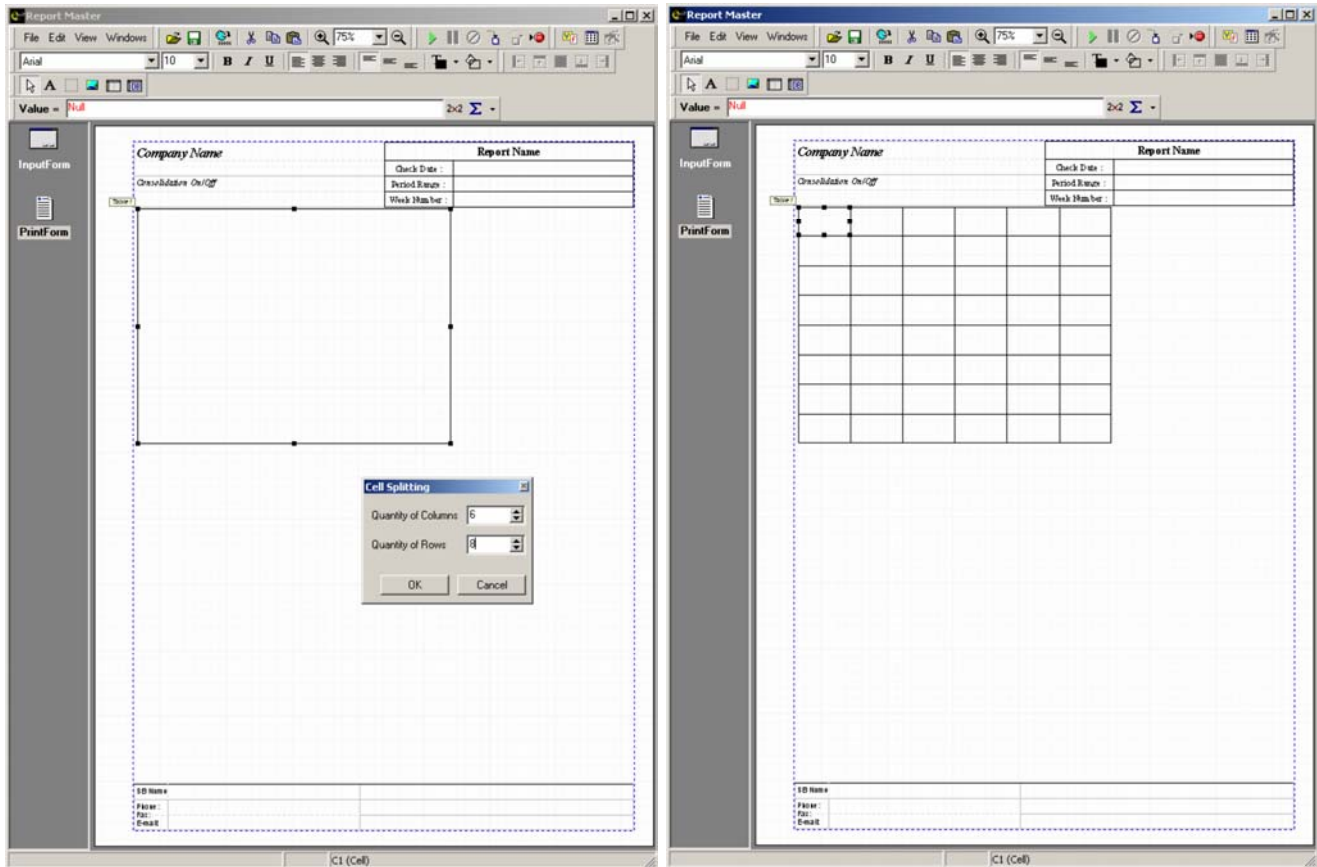 Report Master
File Edit View Windows 75%
Arial 10 B I U
A
Value = Null 2×2 Σ
InputForm
PrintForm
Company Name
Report Name
Check Date :
Consolidation On/Off
Period Range :
Week Number :
Cell Splitting
Quantity of Columns 6
Quantity of Rows 8
OK Cancel
SB Name
Phone :
Fax :
E-mail:
C1 (Cell)
Report Master
File Edit View Windows 75%
Arial 10 B I U
A
Value = Null 2×2 Σ
InputForm
PrintForm
Company Name
Report Name
Check Date :
Consolidation On/Off
Period Range :
Week Number :
SB Name
Phone :
Fax :
E-mail:
C1 (Cell)